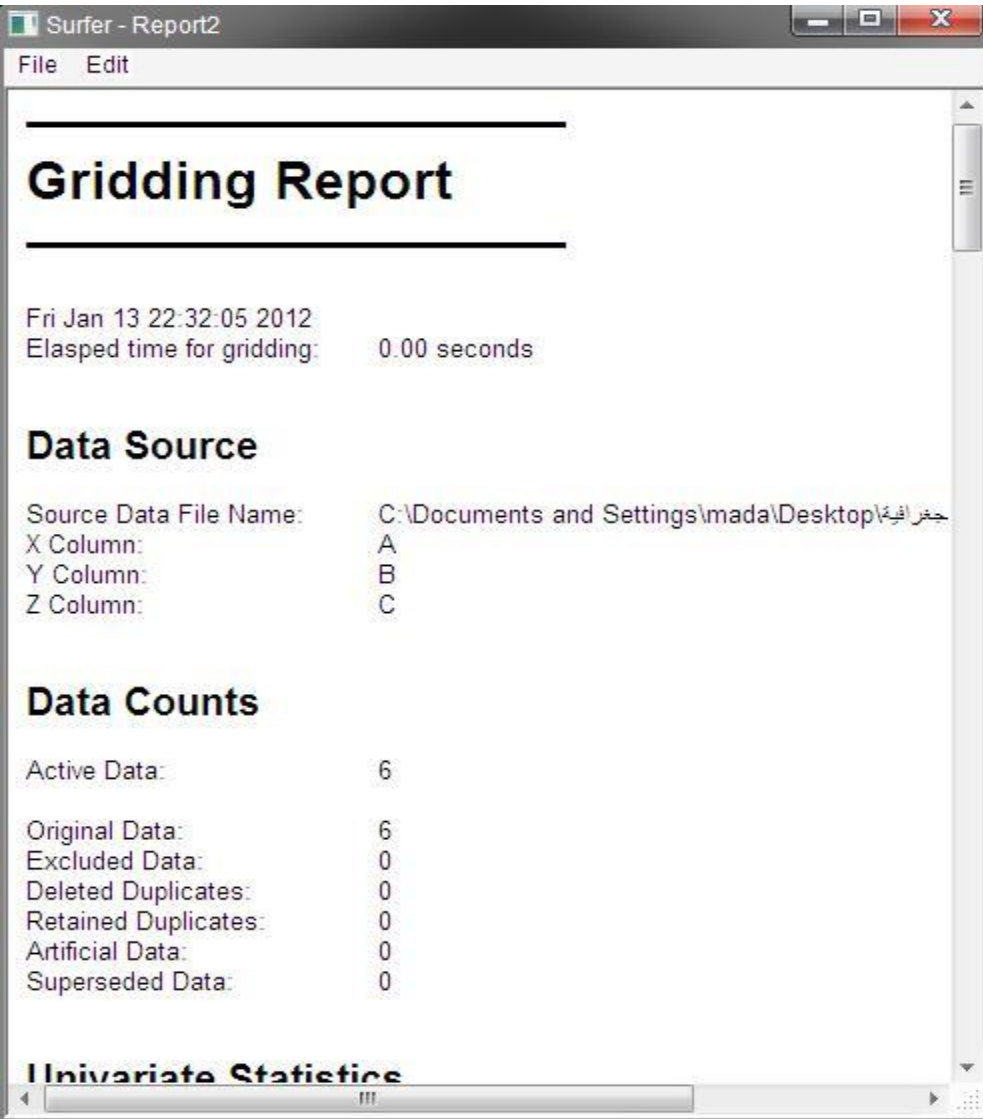 Surfer - Report2
File Edit
Gridding Report
Fri Jan 13 22:32:05 2012
Elasped time for gridding: 0.00 seconds
Data Source
Source Data File Name: C:\Documents and Settings\mada\Desktop\جغرافية
X Column: A
Y Column: B
Z Column: C
Data Counts
Active Data: 6
Original Data: 6
Excluded Data: 0
Deleted Duplicates: 0
Retained Duplicates: 0
Artificial Data: 0
Superseded Data: 0
Univariate Statistics